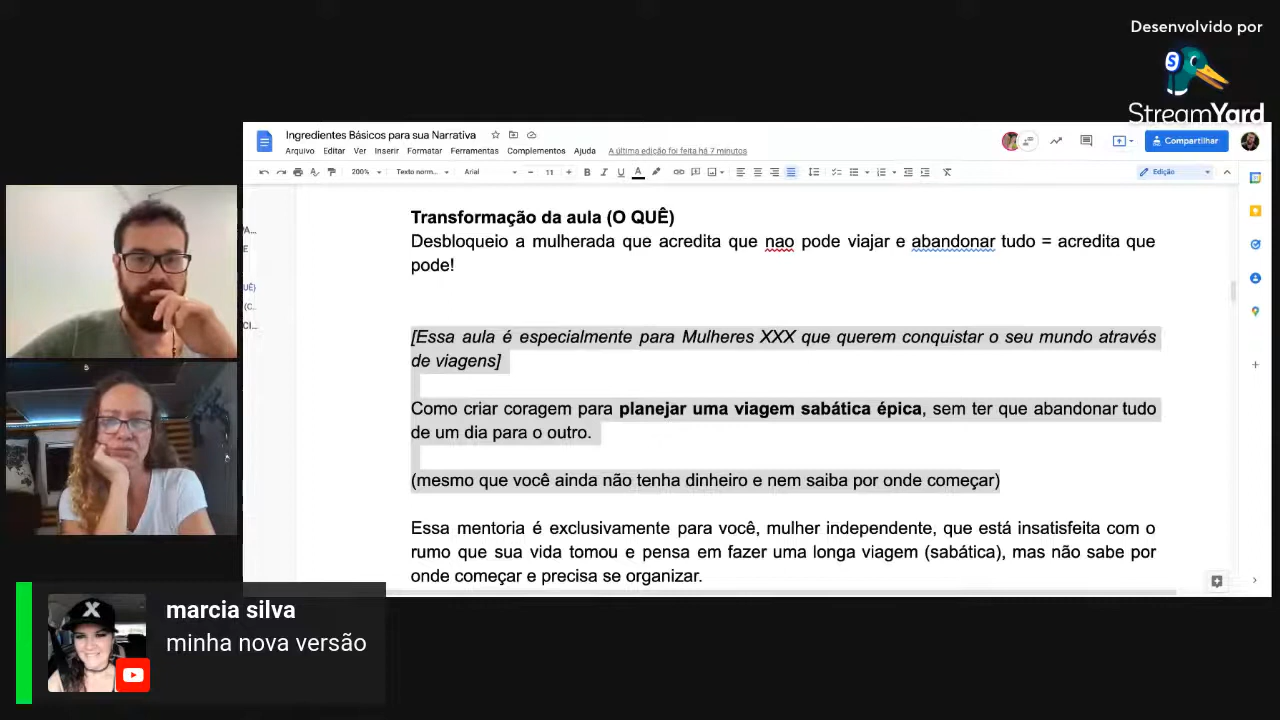 Desenvolvido por
S
StreamYard
Ingredientes Básicos para sua Narrativa
Arquivo Editar Ver Inserir Formatar Ferramentas Complementos Ajuda A última edição foi feita há 7 minutos
Compartilhar
200% Texto norm... Arial 11 B I U A Edição
Transformação da aula (O QUÊ)
Desbloqueio a mulherada que acredita que nao pode viajar e abandonar tudo = acredita que
pode!
[Essa aula é especialmente para Mulheres XXX que querem conquistar o seu mundo através
de viagens]
Como criar coragem para planejar uma viagem sabática épica, sem ter que abandonar tudo
de um dia para o outro.
(mesmo que você ainda não tenha dinheiro e nem saiba por onde começar)
Essa mentoria é exclusivamente para você, mulher independente, que está insatisfeita com o
rumo que sua vida tomou e pensa em fazer uma longa viagem (sabática), mas não sabe por
onde começar e precisa se organizar.
X
marcia silva
minha nova versão